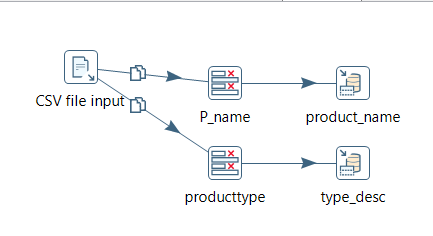 CSV file input
P_name
product_name
producttype
type_desc